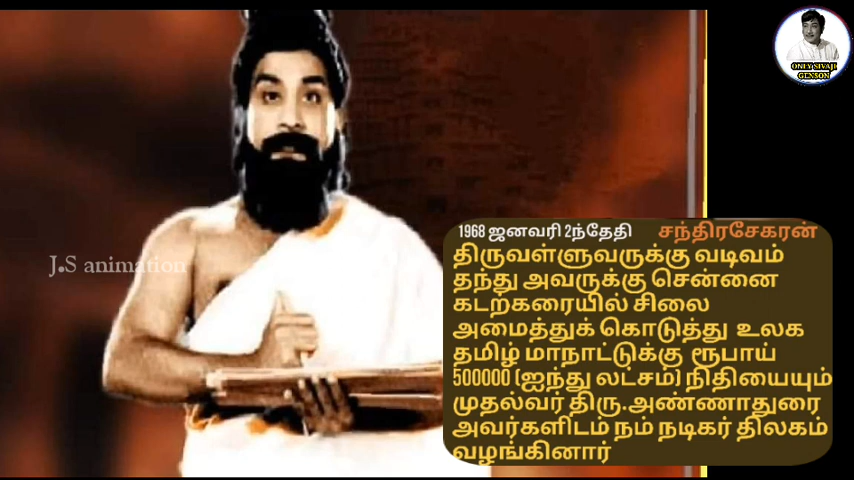 ONLY SIVAJI
GENSON
J.S animation
1968 ஜனவரி 2ந்தேதி சந்திரசேகரன்
திருவள்ளுவருக்கு வடிவம்
தந்து அவருக்கு சென்னை
கடற்கரையில் சிலை
அமைத்துக் கொடுத்து உலக
தமிழ் மாநாட்டுக்கு ரூபாய்
500000 (ஐந்து லட்சம்) நிதியையும்
முதல்வர் திரு.அண்ணாதுரை
அவர்களிடம் நம் நடிகர் திலகம்
வழங்கினார்